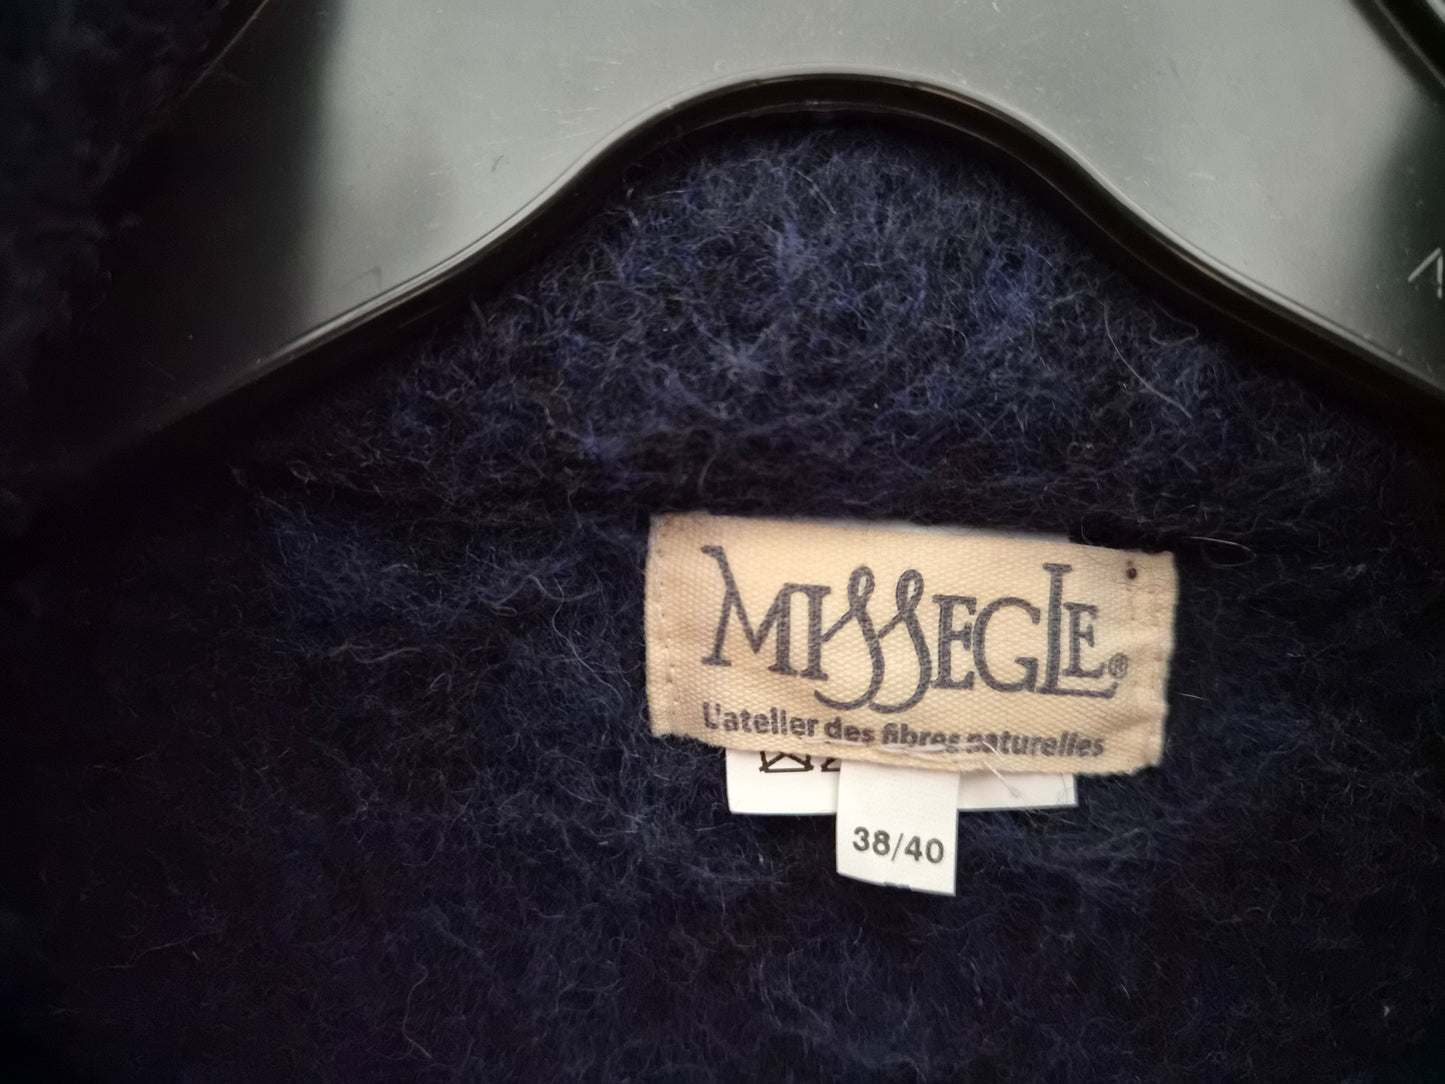 MISSEGLE®
L'atelier des fibres naturelles
38/40